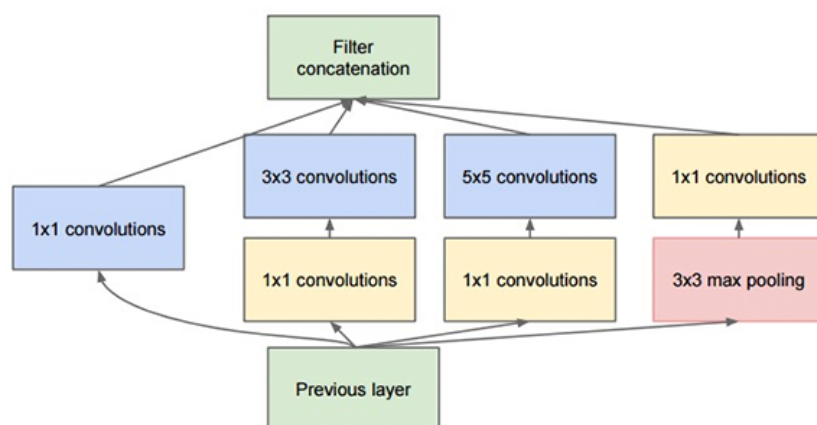 Filter
concatenation
3x3 convolutions
5x5 convolutions
1x1 convolutions
1x1 convolutions
1x1 convolutions
1x1 convolutions
3x3 max pooling
Previous layer